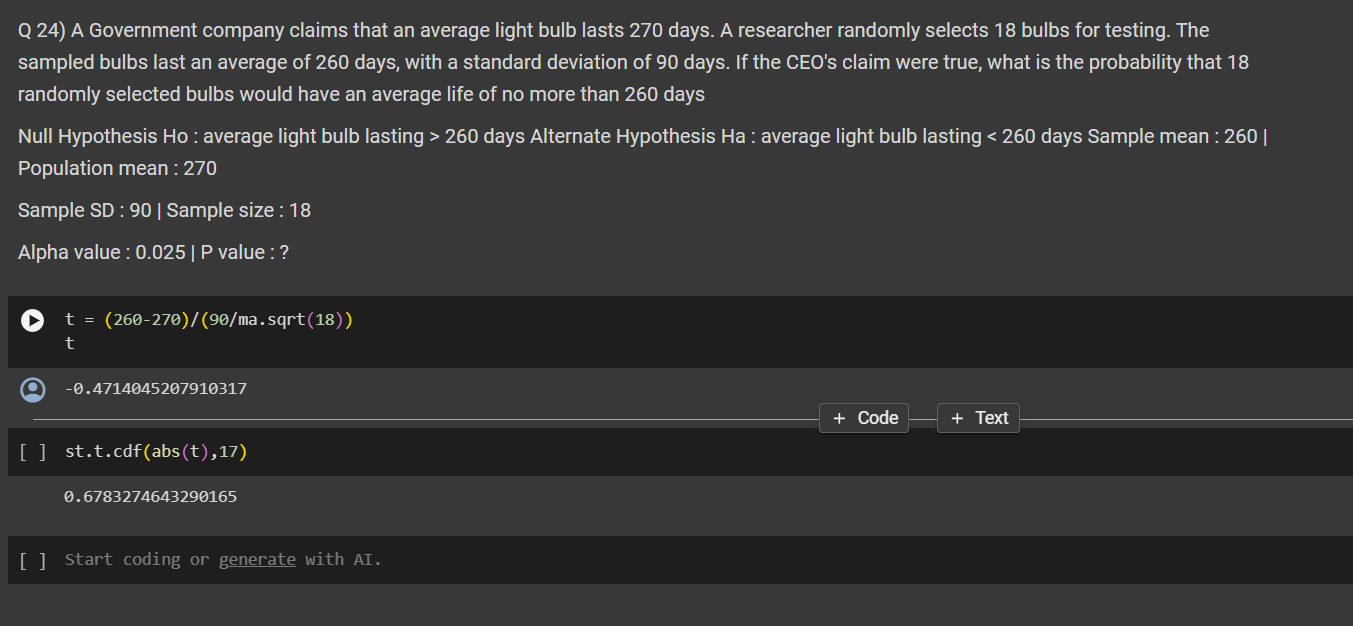 Q 24) A Government company claims that an average light bulb lasts 270 days. A researcher randomly selects 18 bulbs for testing. The
sampled bulbs last an average of 260 days, with a standard deviation of 90 days. If the CEO's claim were true, what is the probability that 18
randomly selected bulbs would have an average life of no more than 260 days
Null Hypothesis Ho : average light bulb lasting > 260 days Alternate Hypothesis Ha : average light bulb lasting < 260 days Sample mean : 260 |
Population mean : 270
Sample SD : 90 | Sample size : 18
Alpha value : 0.025 | P value : ?
t = (260-270)/(90/ma.sqrt(18))
t
-0.4714045207910317
+ Code + Text
[ ] st.t.cdf(abs(t),17)
0.6783274643290165
[ ] Start coding or generate with AI.